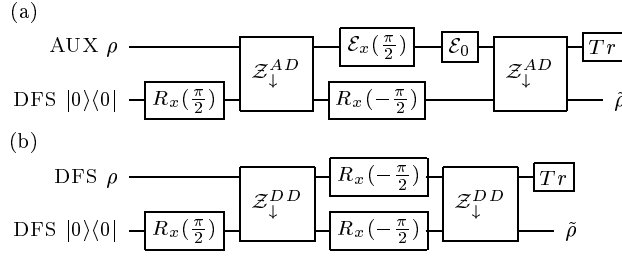 (a)
AUX ρ 𝒵↓^{AD} ℰ_x(π/2) ℰ_0 𝒵↓^{AD} Tr
DFS |0⟩⟨0| R_x(π/2) R_x(−π/2) ρ̃
(b)
DFS ρ 𝒵↓^{DD} R_x(−π/2) 𝒵↓^{DD} Tr
DFS |0⟩⟨0| R_x(π/2) R_x(−π/2) ρ̃